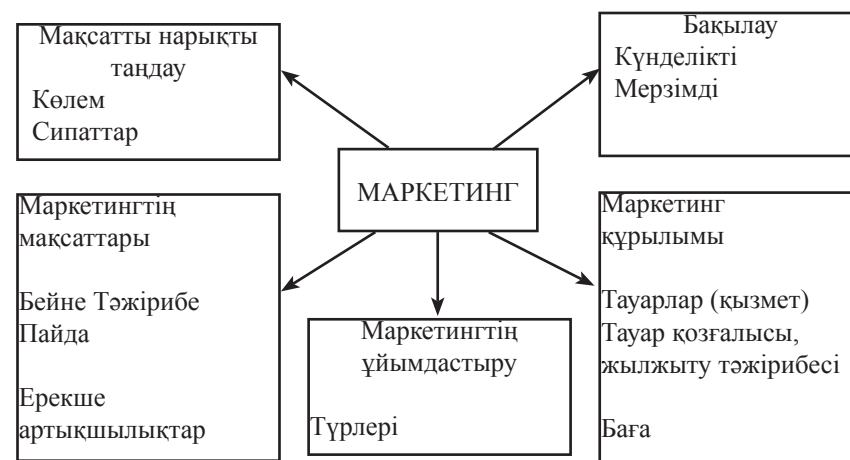 Мақсатты нарықты
таңдау
Көлем
Сипаттар
Бақылау
Күнделікті
Мерзімді
МАРКЕТИНГ
Маркетингтің
мақсаттары
Бейне Тәжірибе
Пайда
Ерекше
артықшылықтар
Маркетингтің
ұйымдастыру
Түрлері
Маркетинг
құрылымы
Тауарлар (қызмет)
Тауар қозғалысы,
жылжыту тәжірибесі
Баға